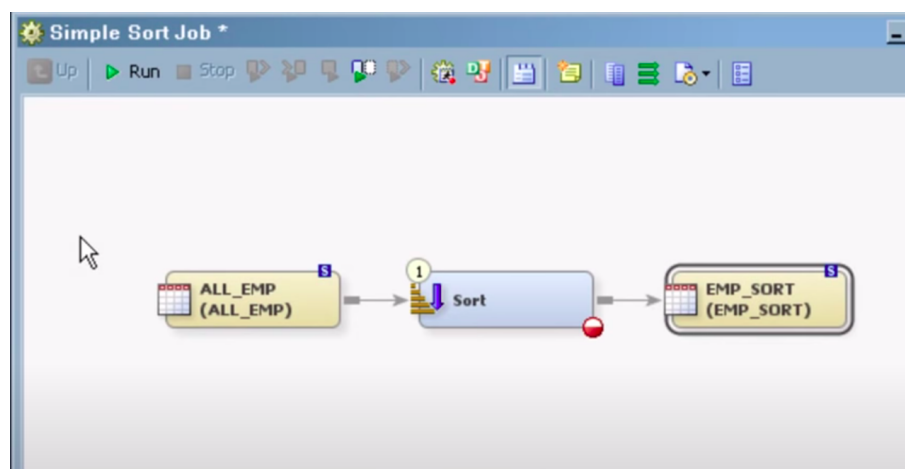 Simple Sort Job *
Up Run Stop
1
S
ALL_EMP
(ALL_EMP)
Sort
S
EMP_SORT
(EMP_SORT)